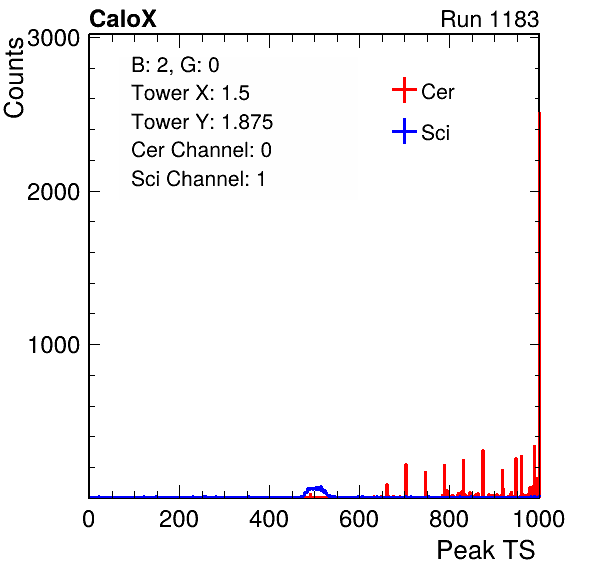 CaloX Run 1183
Counts
3000
2000
1000
B: 2, G: 0
Tower X: 1.5
Tower Y: 1.875
Cer Channel: 0
Sci Channel: 1
Cer
Sci
0 200 400 600 800 1000
Peak TS